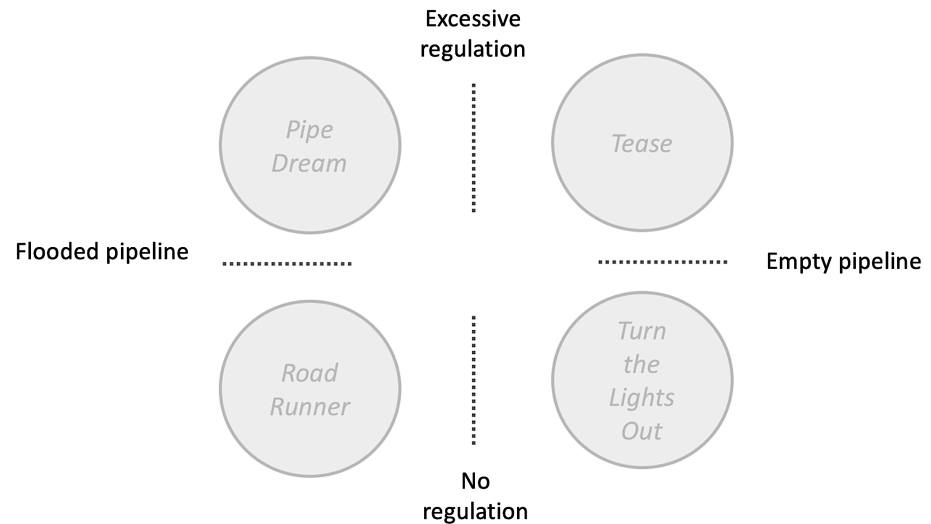 Excessive
regulation
Pipe
Dream
Tease
Flooded pipeline
Empty pipeline
Road
Runner
Turn
the
Lights
Out
No
regulation